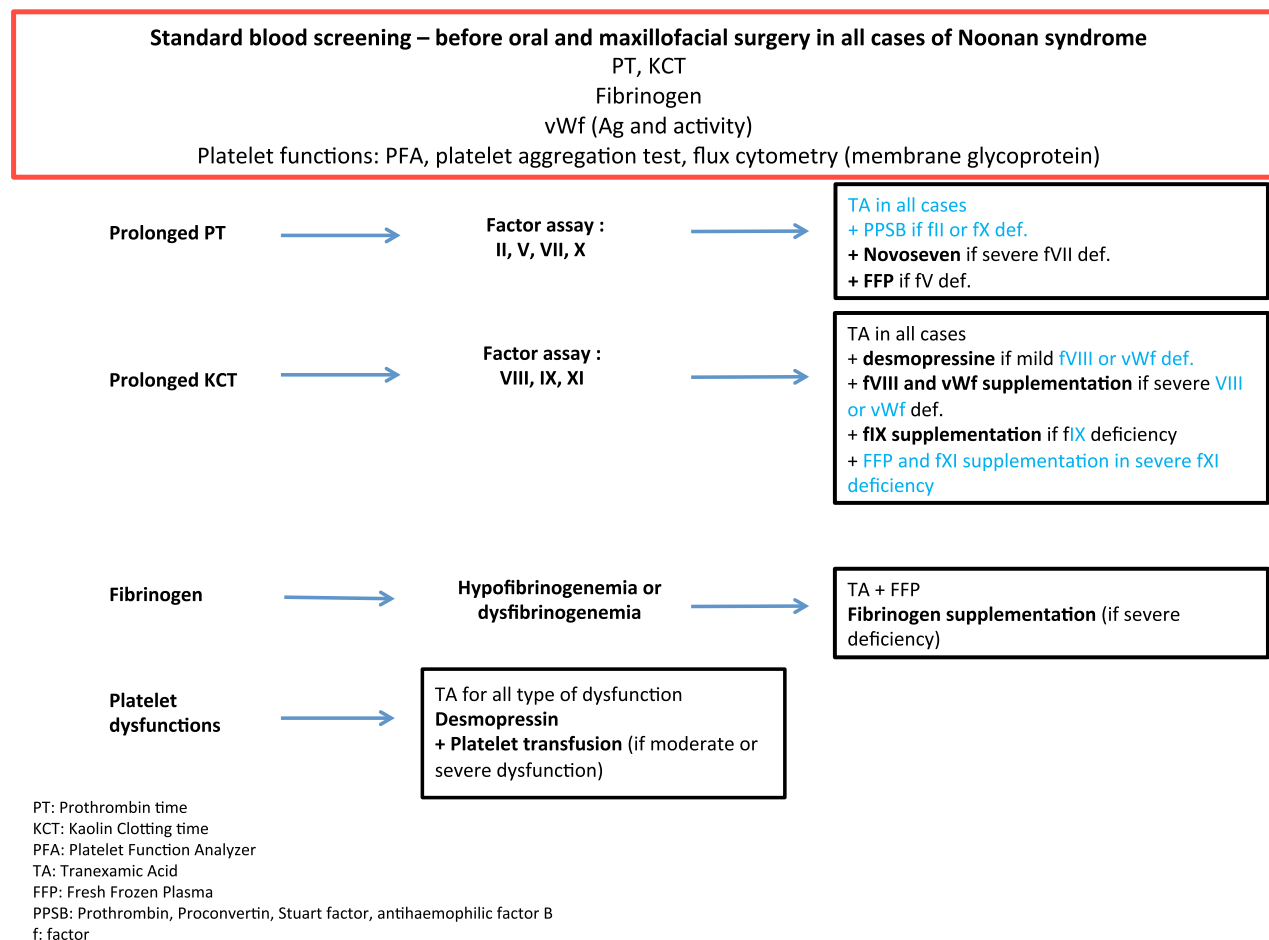 Standard blood screening – before oral and maxillofacial surgery in all cases of Noonan syndrome
PT, KCT
Fibrinogen
vWf (Ag and activity)
Platelet functions: PFA, platelet aggregation test, flux cytometry (membrane glycoprotein)
Prolonged PT
Factor assay :
II, V, VII, X
TA in all cases
+ PPSB if fII or fX def.
+ Novoseven if severe fVII def.
+ FFP if fV def.
Prolonged KCT
Factor assay :
VIII, IX, XI
TA in all cases
+ desmopressine if mild fVIII or vWf def.
+ fVIII and vWf supplementation if severe VIII
or vWf def.
+ fIX supplementation if fIX deficiency
+ FFP and fXI supplementation in severe fXI
deficiency
Fibrinogen
Hypofibrinogenemia or
dysfibrinogenemia
TA + FFP
Fibrinogen supplementation (if severe
deficiency)
Platelet
dysfunctions
TA for all type of dysfunction
Desmopressin
+ Platelet transfusion (if moderate or
severe dysfunction)
PT: Prothrombin time
KCT: Kaolin Clotting time
PFA: Platelet Function Analyzer
TA: Tranexamic Acid
FFP: Fresh Frozen Plasma
PPSB: Prothrombin, Proconvertin, Stuart factor, antihaemophilic factor B
f: factor